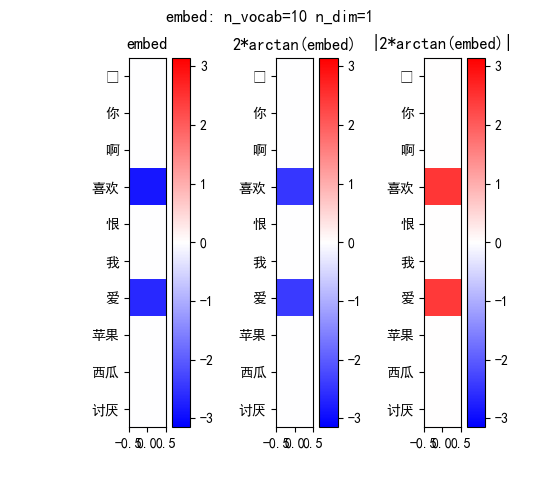 embed: n_vocab=10 n_dim=1
embed
□
你
啊
喜欢
恨
我
爱
苹果
西瓜
讨厌
-0.5 0.0 0.5
3
2
1
0
−1
−2
−3
2*arctan(embed)
□
你
啊
喜欢
恨
我
爱
苹果
西瓜
讨厌
-0.5 0.0 0.5
3
2
1
0
−1
−2
−3
|2*arctan(embed)|
□
你
啊
喜欢
恨
我
爱
苹果
西瓜
讨厌
-0.5 0.0 0.5
3
2
1
0
−1
−2
−3